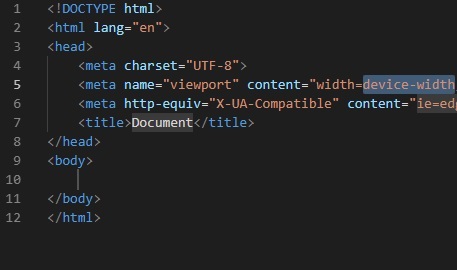 1 <!DOCTYPE html>
2 <html lang="en">
3 <head>
4 <meta charset="UTF-8">
5 <meta name="viewport" content="width=device-width
6 <meta http-equiv="X-UA-Compatible" content="ie=ed
7 <title>Document</title>
8 </head>
9 <body>
10
11 </body>
12 </html>